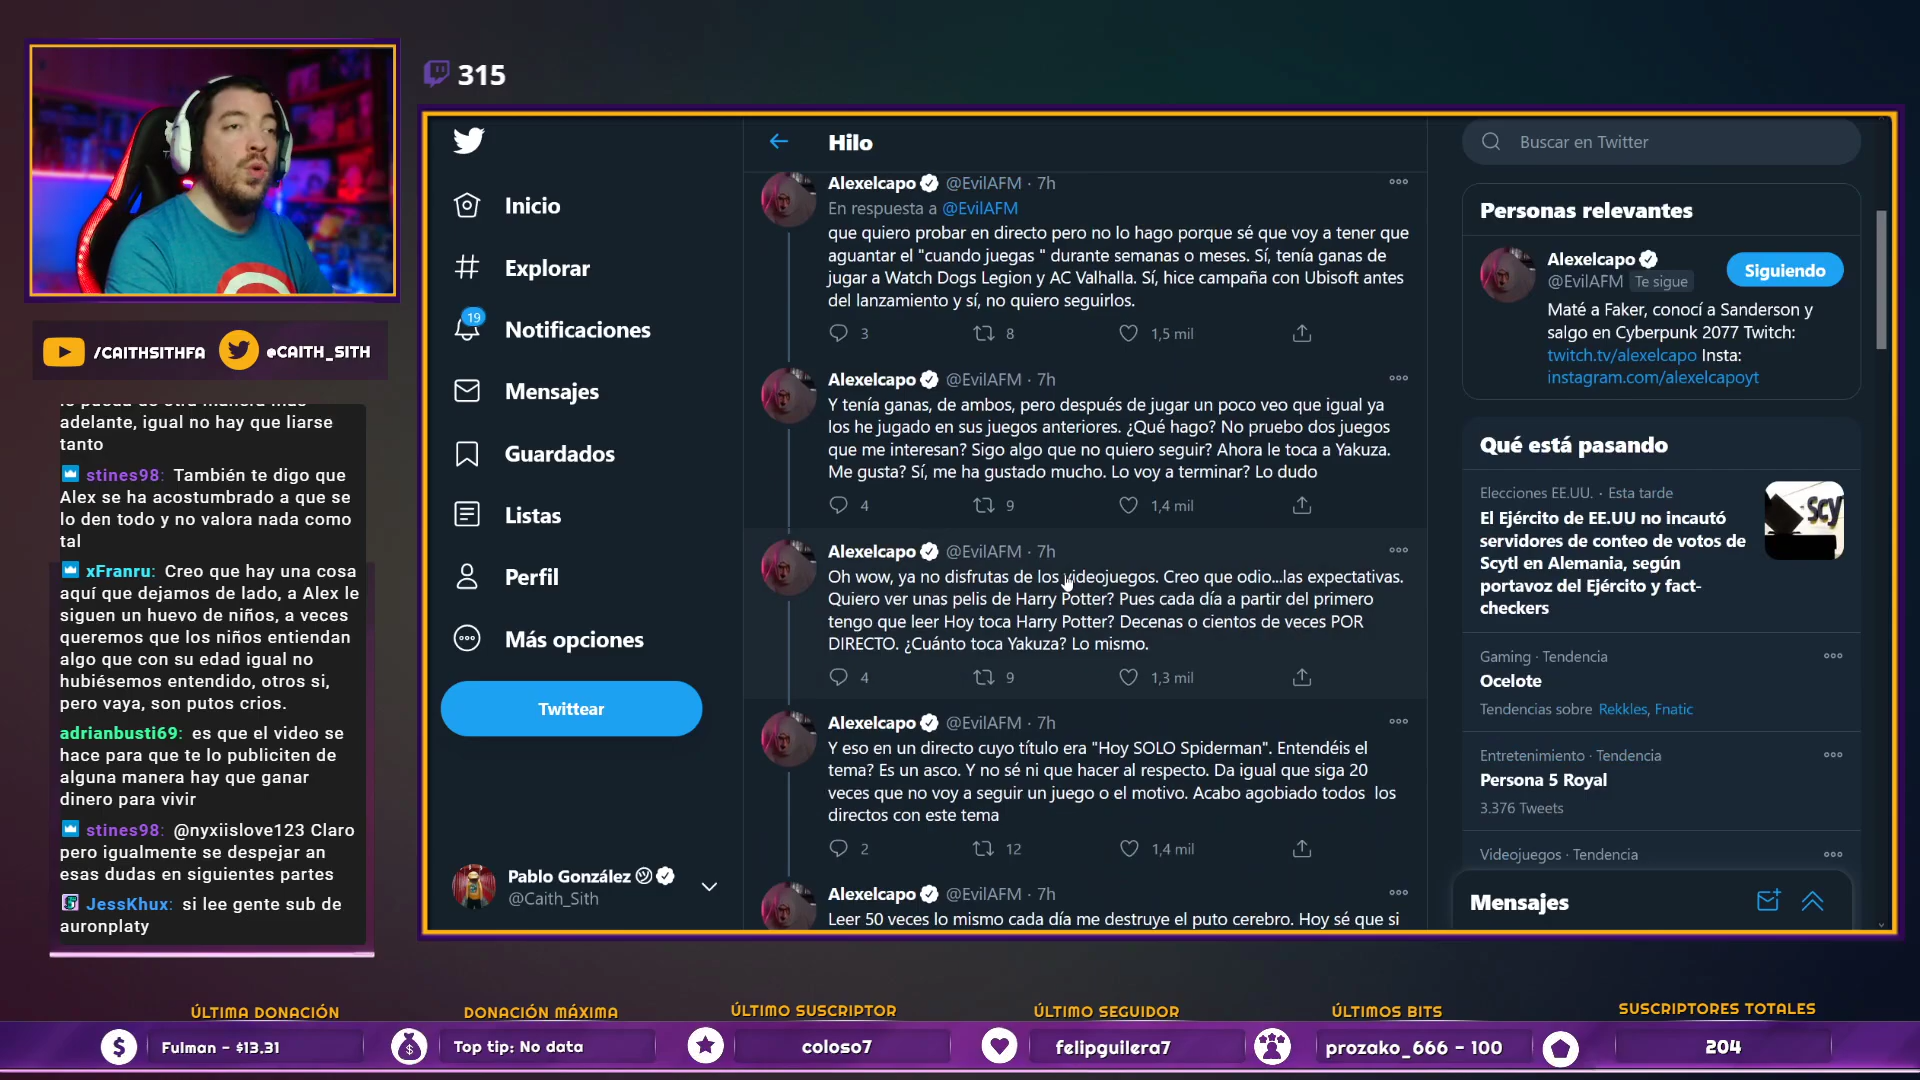 315
/CAITHSITHFA
@CAITH_SITH
adelante, igual no hay que liarse
tanto
stines98: También te digo que
Alex se ha acostumbrado a que se
lo den todo y no valora nada como
tal
xFranru: Creo que hay una cosa
aquí que dejamos de lado, a Alex le
siguen un huevo de niños, a veces
queremos que los niños entiendan
algo que con su edad igual no
hubiésemos entendido, otros si,
pero vaya, son putos crios.
adrianbusti69: es que el video se
hace para que te lo publiciten de
alguna manera hay que ganar
dinero para vivir
stines98: @nyxiislove123 Claro
pero igualmente se despejar an
esas dudas en siguientes partes
JessKhux: si lee gente sub de
auronplaty
Inicio
Explorar
19
Notificaciones
Mensajes
Guardados
Listas
Perfil
Más opciones
Twittear
Pablo González
@Caith_Sith
Hilo
Alexelcapo @EvilAFM · 7h
En respuesta a @EvilAFM
que quiero probar en directo pero no lo hago porque sé que voy a tener que
aguantar el "cuando juegas " durante semanas o meses. Sí, tenía ganas de
jugar a Watch Dogs Legion y AC Valhalla. Sí, hice campaña con Ubisoft antes
del lanzamiento y sí, no quiero seguirlos.
3 8 1,5 mil
Alexelcapo @EvilAFM · 7h
Y tenía ganas, de ambos, pero después de jugar un poco veo que igual ya
los he jugado en sus juegos anteriores. ¿Qué hago? No pruebo dos juegos
que me interesan? Sigo algo que no quiero seguir? Ahora le toca a Yakuza.
Me gusta? Sí, me ha gustado mucho. Lo voy a terminar? Lo dudo
4 9 1,4 mil
Alexelcapo @EvilAFM · 7h
Oh wow, ya no disfrutas de los videojuegos. Creo que odio...las expectativas.
Quiero ver unas pelis de Harry Potter? Pues cada día a partir del primero
tengo que leer Hoy toca Harry Potter? Decenas o cientos de veces POR
DIRECTO. ¿Cuánto toca Yakuza? Lo mismo.
4 9 1,3 mil
Alexelcapo @EvilAFM · 7h
Y eso en un directo cuyo título era "Hoy SOLO Spiderman". Entendéis el
tema? Es un asco. Y no sé ni que hacer al respecto. Da igual que siga 20
veces que no voy a seguir un juego o el motivo. Acabo agobiado todos los
directos con este tema
2 12 1,4 mil
Alexelcapo @EvilAFM · 7h
Leer 50 veces lo mismo cada día me destruye el puto cerebro. Hoy sé que si
Buscar en Twitter
Personas relevantes
Alexelcapo
@EvilAFM Te sigue
Siguiendo
Maté a Faker, conocí a Sanderson y
salgo en Cyberpunk 2077 Twitch:
twitch.tv/alexelcapo Insta:
instagram.com/alexelcapoyt
Qué está pasando
Elecciones EE.UU. · Esta tarde
El Ejército de EE.UU no incautó
servidores de conteo de votos de
Scytl en Alemania, según
portavoz del Ejército y fact-
checkers
scy
Gaming · Tendencia
Ocelote
Tendencias sobre Rekkles, Fnatic
Entretenimiento · Tendencia
Persona 5 Royal
3.376 Tweets
Videojuegos · Tendencia
Mensajes
ÚLTIMA DONACIÓN
Fulman - $13.31
DONACIÓN MÁXIMA
Top tip: No data
ÚLTIMO SUSCRIPTOR
coloso7
ÚLTIMO SEGUIDOR
felipguilera7
ÚLTIMOS BITS
prozako_666 - 100
SUSCRIPTORES TOTALES
204